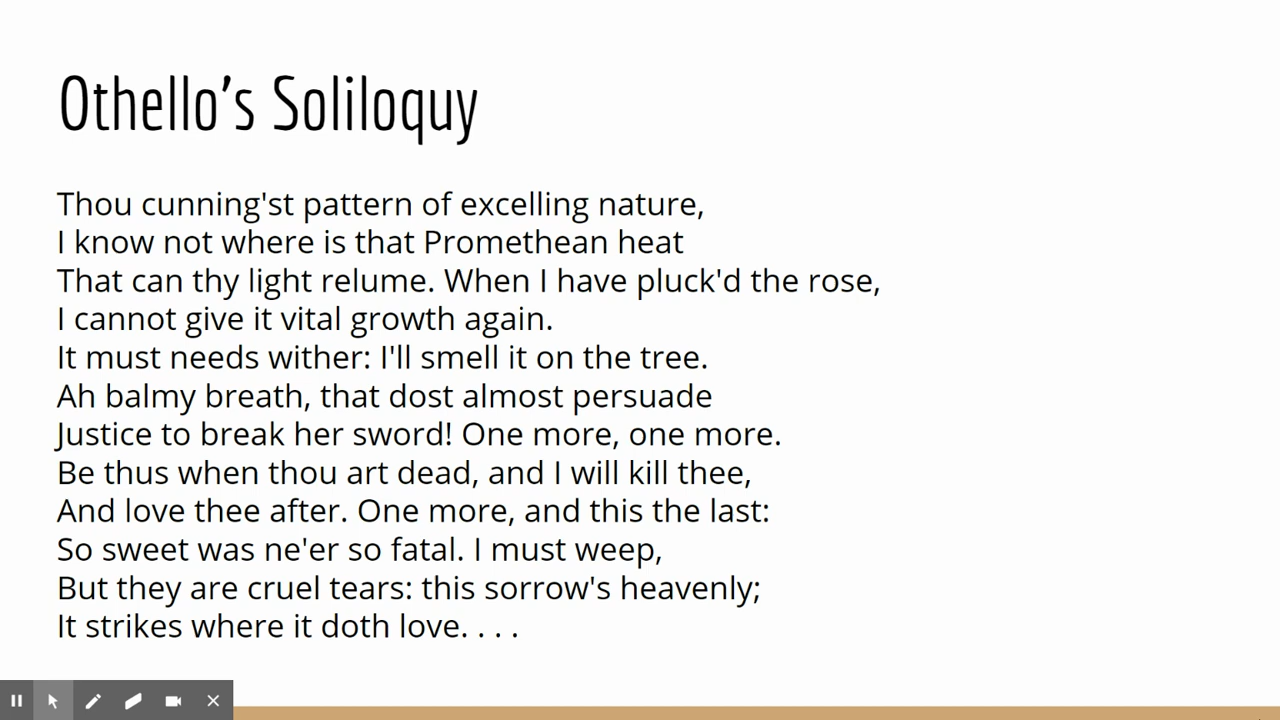 Othello's Soliloquy
Thou cunning'st pattern of excelling nature,
I know not where is that Promethean heat
That can thy light relume. When I have pluck'd the rose,
I cannot give it vital growth again.
It must needs wither: I'll smell it on the tree.
Ah balmy breath, that dost almost persuade
Justice to break her sword! One more, one more.
Be thus when thou art dead, and I will kill thee,
And love thee after. One more, and this the last:
So sweet was ne'er so fatal. I must weep,
But they are cruel tears: this sorrow's heavenly;
It strikes where it doth love. . . .